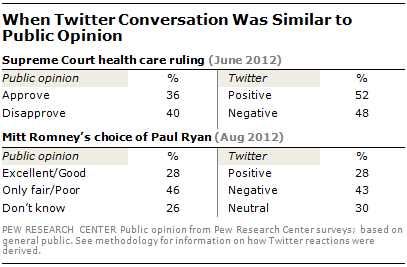 When Twitter Conversation Was Similar to
Public Opinion
Supreme Court health care ruling (June 2012)
Public opinion % Twitter %
Approve 36 Positive 52
Disapprove 40 Negative 48
Mitt Romney's choice of Paul Ryan (Aug 2012)
Public opinion % Twitter %
Excellent/Good 28 Positive 28
Only fair/Poor 46 Negative 43
Don't know 26 Neutral 30
PEW RESEARCH CENTER Public opinion from Pew Research Center surveys; based on
general public. See methodology for information on how Twitter reactions were
derived.